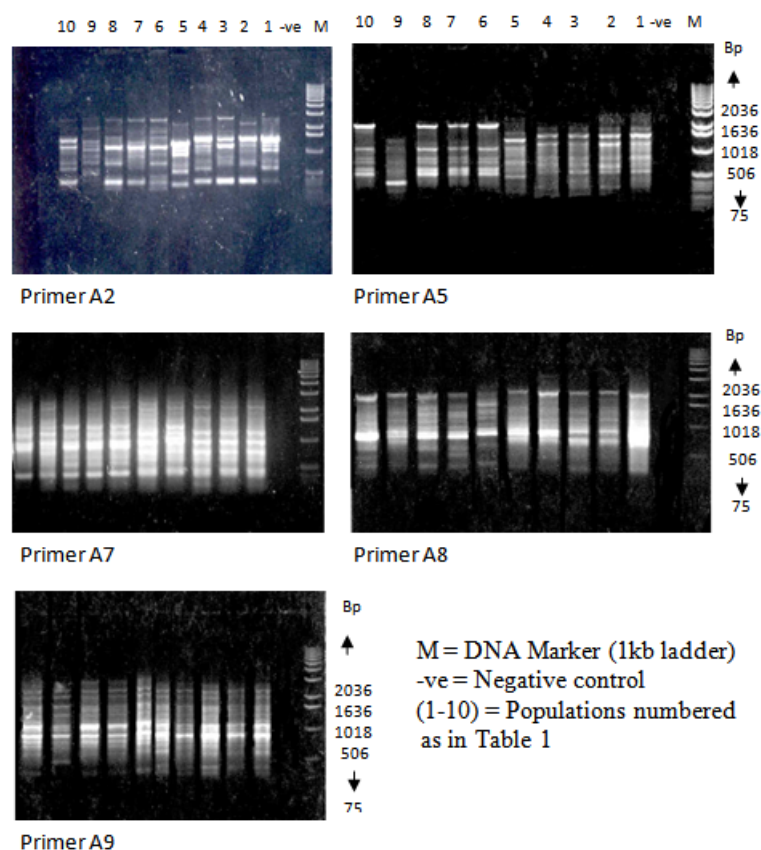 10 9 8 7 6 5 4 3 2 1 -ve M
10 9 8 7 6 5 4 3 2 1 -ve M
Bp
2036
1636
1018
506
75
Primer A2
Primer A5
Bp
2036
1636
1018
506
75
Primer A7
Primer A8
Bp
2036
1636
1018
506
75
M = DNA Marker (1kb ladder)
-ve = Negative control
(1-10) = Populations numbered
as in Table 1
Primer A9